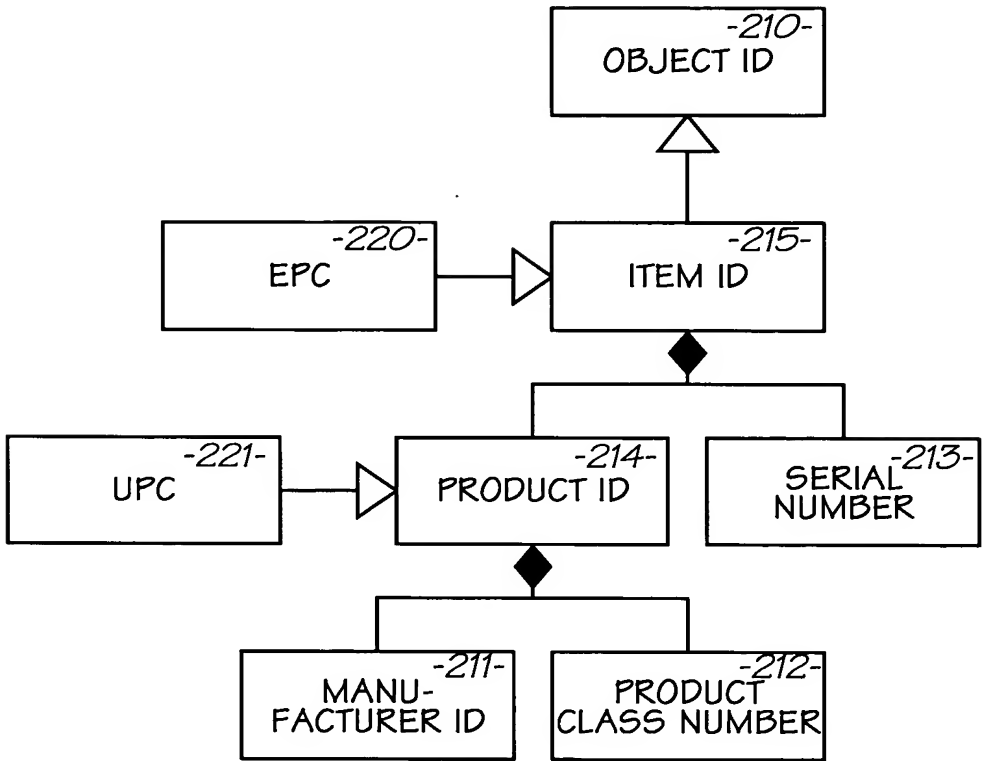 -210-
OBJECT ID
-220-
EPC
-215-
ITEM ID
-221-
UPC
-214-
PRODUCT ID
-213-
SERIAL
NUMBER
-211-
MANU-
FACTURER ID
-212-
PRODUCT
CLASS NUMBER